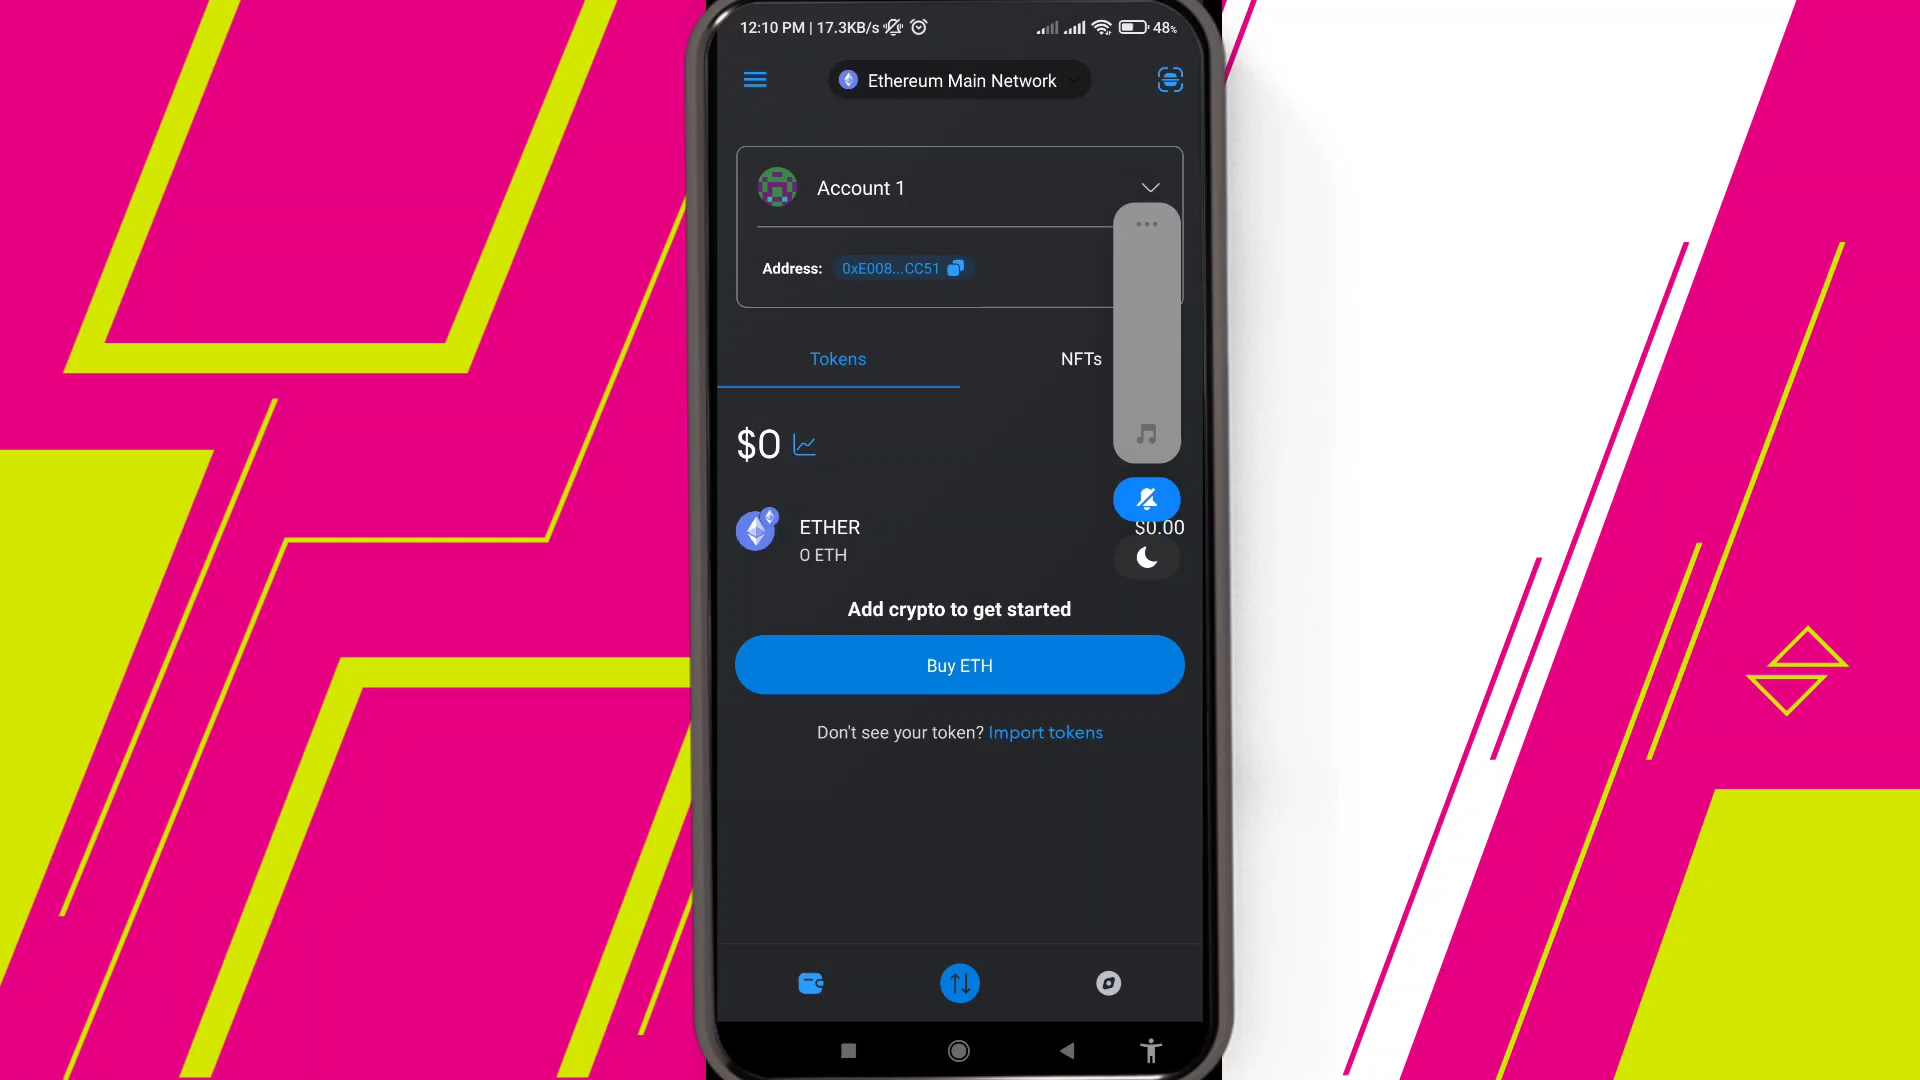 12:10 PM | 17.3KB/s 48%
Ethereum Main Network
Account 1
Address: 0xE008...CC51
Tokens NFTs
$0
ETHER $0.00
0 ETH
Add crypto to get started
Buy ETH
Don't see your token? Import tokens